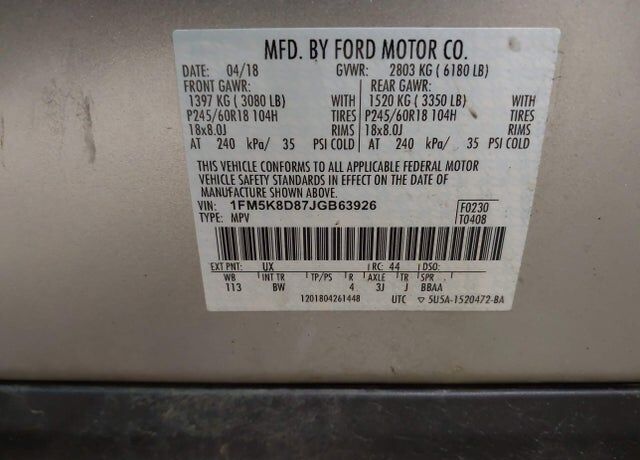 MFD. BY FORD MOTOR CO.
DATE: 04/18 GVWR: 2803 KG ( 6180 LB)
FRONT GAWR: REAR GAWR:
1397 KG ( 3080 LB) WITH 1520 KG ( 3350 LB) WITH
P245/60R18 104H TIRES P245/60R18 104H TIRES
18x8.0J RIMS 18x8.0J RIMS
AT 240 kPa/ 35 PSI COLD AT 240 kPa/ 35 PSI COLD
THIS VEHICLE CONFORMS TO ALL APPLICABLE FEDERAL MOTOR
VEHICLE SAFETY STANDARDS IN EFFECT ON THE DATE OF
MANUFACTURE SHOWN ABOVE.
VIN: 1FM5K8D87JGB63926 F0230
TYPE: MPV T0408
EXT PNT: UX RC: 44 DSO:
WB INT TR TP/PS R AXLE TR SPR
113 BW 4 3J J BBAA
1201804261448 UTC ▽ 5U5A-1520472-BA